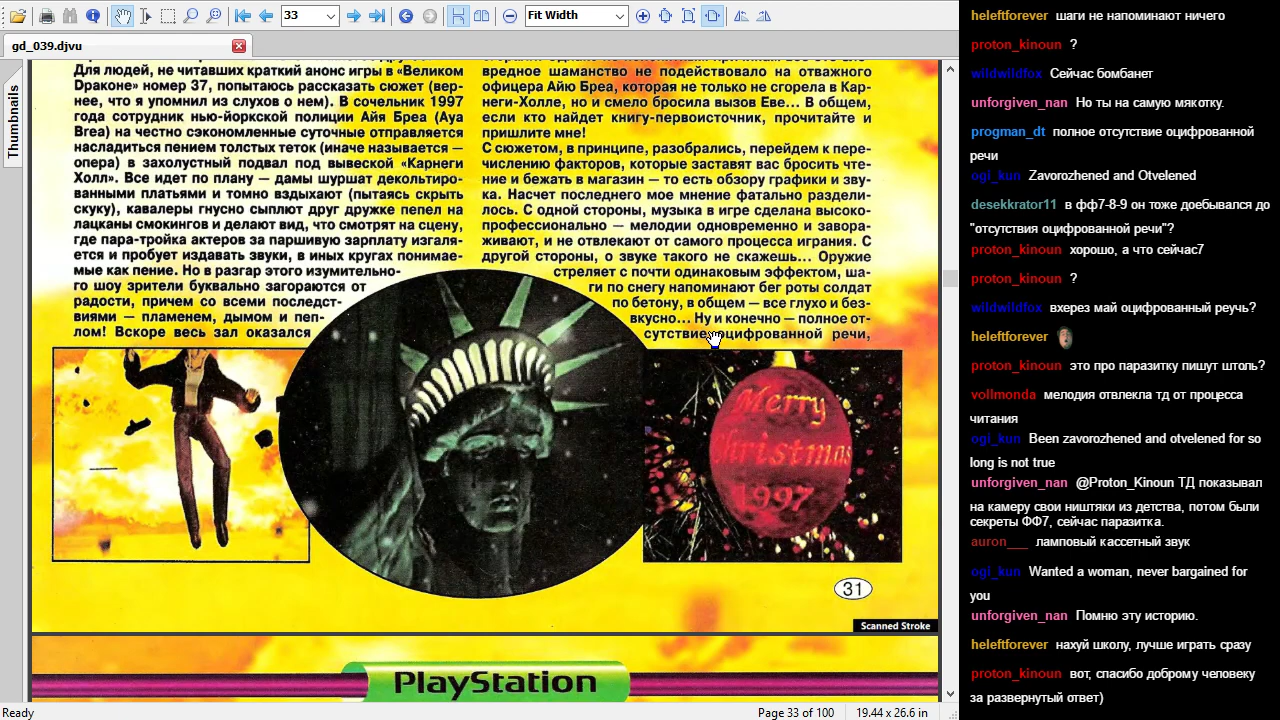 33
Fit Width
gd_039.djvu
Thumbnails
Для людей, не читавших краткий анонс игры в «Великом
Dраконе» номер 37, попытаюсь рассказать сюжет (вер-
нее, что я упомнил из слухов о нем). В сочельник 1997
года сотрудник нью-йоркской полиции Айя Бреа (Aya
Brea) на честно сэкономленные суточные отправляется
насладиться пением толстых теток (иначе называется —
опера) в захолустный подвал под вывеской «Карнеги
Холл». Все идет по плану — дамы шуршат декольтиро-
ванными платьями и томно вздыхают (пытаясь скрыть
скуку), кавалеры гнусно сыплют друг дружке пепел на
лацканы смокингов и делают вид, что смотрят на сцену,
где пара-тройка актеров за паршивую зарплату изгаля-
ется и пробует издавать звуки, в иных кругах понимае-
мые как пение. Но в разгар этого изумительно-
го шоу зрители буквально загораются от
радости, причем со всеми последст-
виями — пламенем, дымом и пеп-
лом! Вскоре весь зал оказался
вредное шаманство не подействовало на отважного
офицера Айю Бреа, которая не только не сгорела в Кар-
неги-Холле, но и смело бросила вызов Еве... В общем,
если кто найдет книгу-первоисточник, прочитайте и
пришлите мне!
С сюжетом, в принципе, разобрались, перейдем к пере-
числению факторов, которые заставят вас бросить чте-
ние и бежать в магазин — то есть обзору графики и зву-
ка. Насчет последнего мое мнение фатально раздели-
лось. С одной стороны, музыка в игре сделана высоко-
профессионально — мелодии одновременно и завора-
живают, и не отвлекают от самого процесса играния. С
другой стороны, о звуке такого не скажешь... Оружие
стреляет с почти одинаковым эффектом, ша-
ги по снегу напоминают бег роты солдат
по бетону, в общем — все глухо и без-
вкусно... Ну и конечно — полное от-
сутствие оцифрованной речи,
Merry
Christmas
1997
31
Scanned Stroke
PlayStation
Ready
Page 33 of 100
19.44 x 26.6 in
heleftforever шаги не напоминают ничего
proton_kinoun ?
wildwildfox Сейчас бомбанет
unforgiven_nan Но ты на самую мякотку.
progman_dt полное отсутствие оцифрованной
речи
ogi_kun Zavorozhened and Otvelened
desekkrator11 в фф7-8-9 он тоже доебывался до
"отсутствия оцифрованной речи"?
proton_kinoun хорошо, а что сейчас7
proton_kinoun ?
wildwildfox вхерез май оцифрованный реучь?
heleftforever
proton_kinoun это про паразитку пишут штоль?
vollmonda мелодия отвлекла тд от процесса
читания
ogi_kun Been zavorozhened and otvelened for so
long is not true
unforgiven_nan @Proton_Kinoun ТД показывал
на камеру свои ништяки из детства, потом были
секреты ФФ7, сейчас паразитка.
auron___ ламповый кассетный звук
ogi_kun Wanted a woman, never bargained for
you
unforgiven_nan Помню эту историю.
heleftforever нахуй школу, лучше играть сразу
proton_kinoun вот, спасибо доброму человеку
за развернутый ответ)